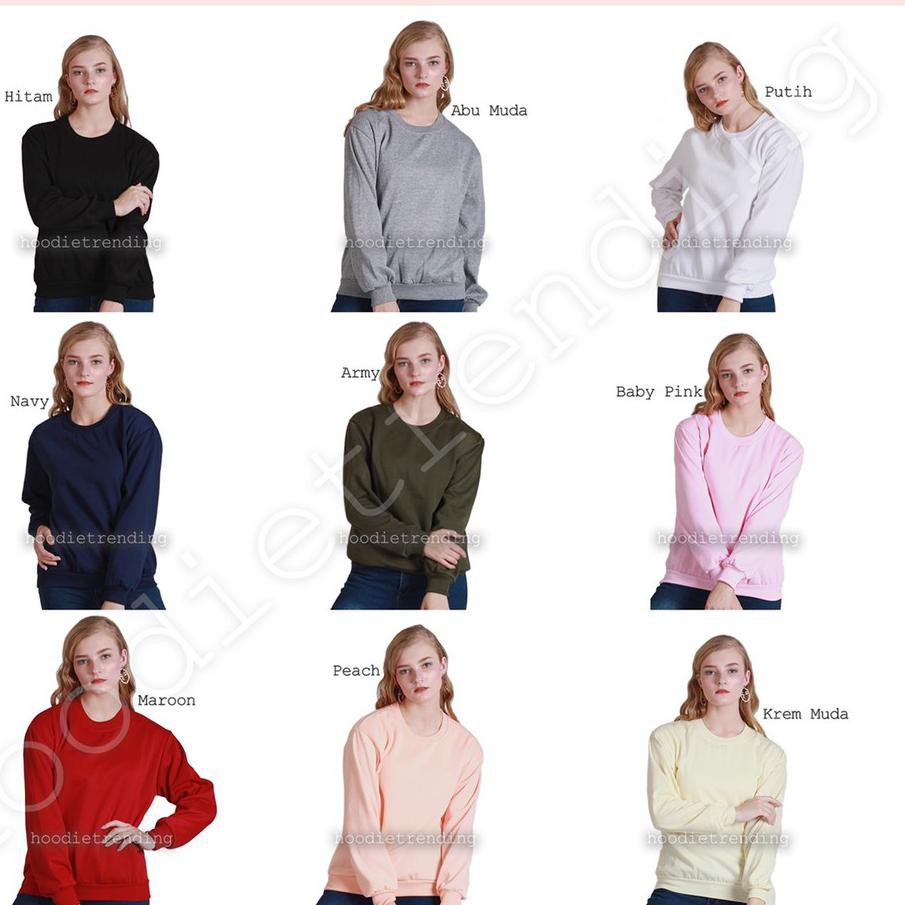 Hitam
Abu Muda
Putih
hoodietrending
hoodietrending
hoodietrending
Navy
Army
Baby Pink
hoodietrending
hoodietrending
hoodietrending
Maroon
Peach
Krem Muda
hoodietrending
hoodietrending
hoodietrending
hoodietrending